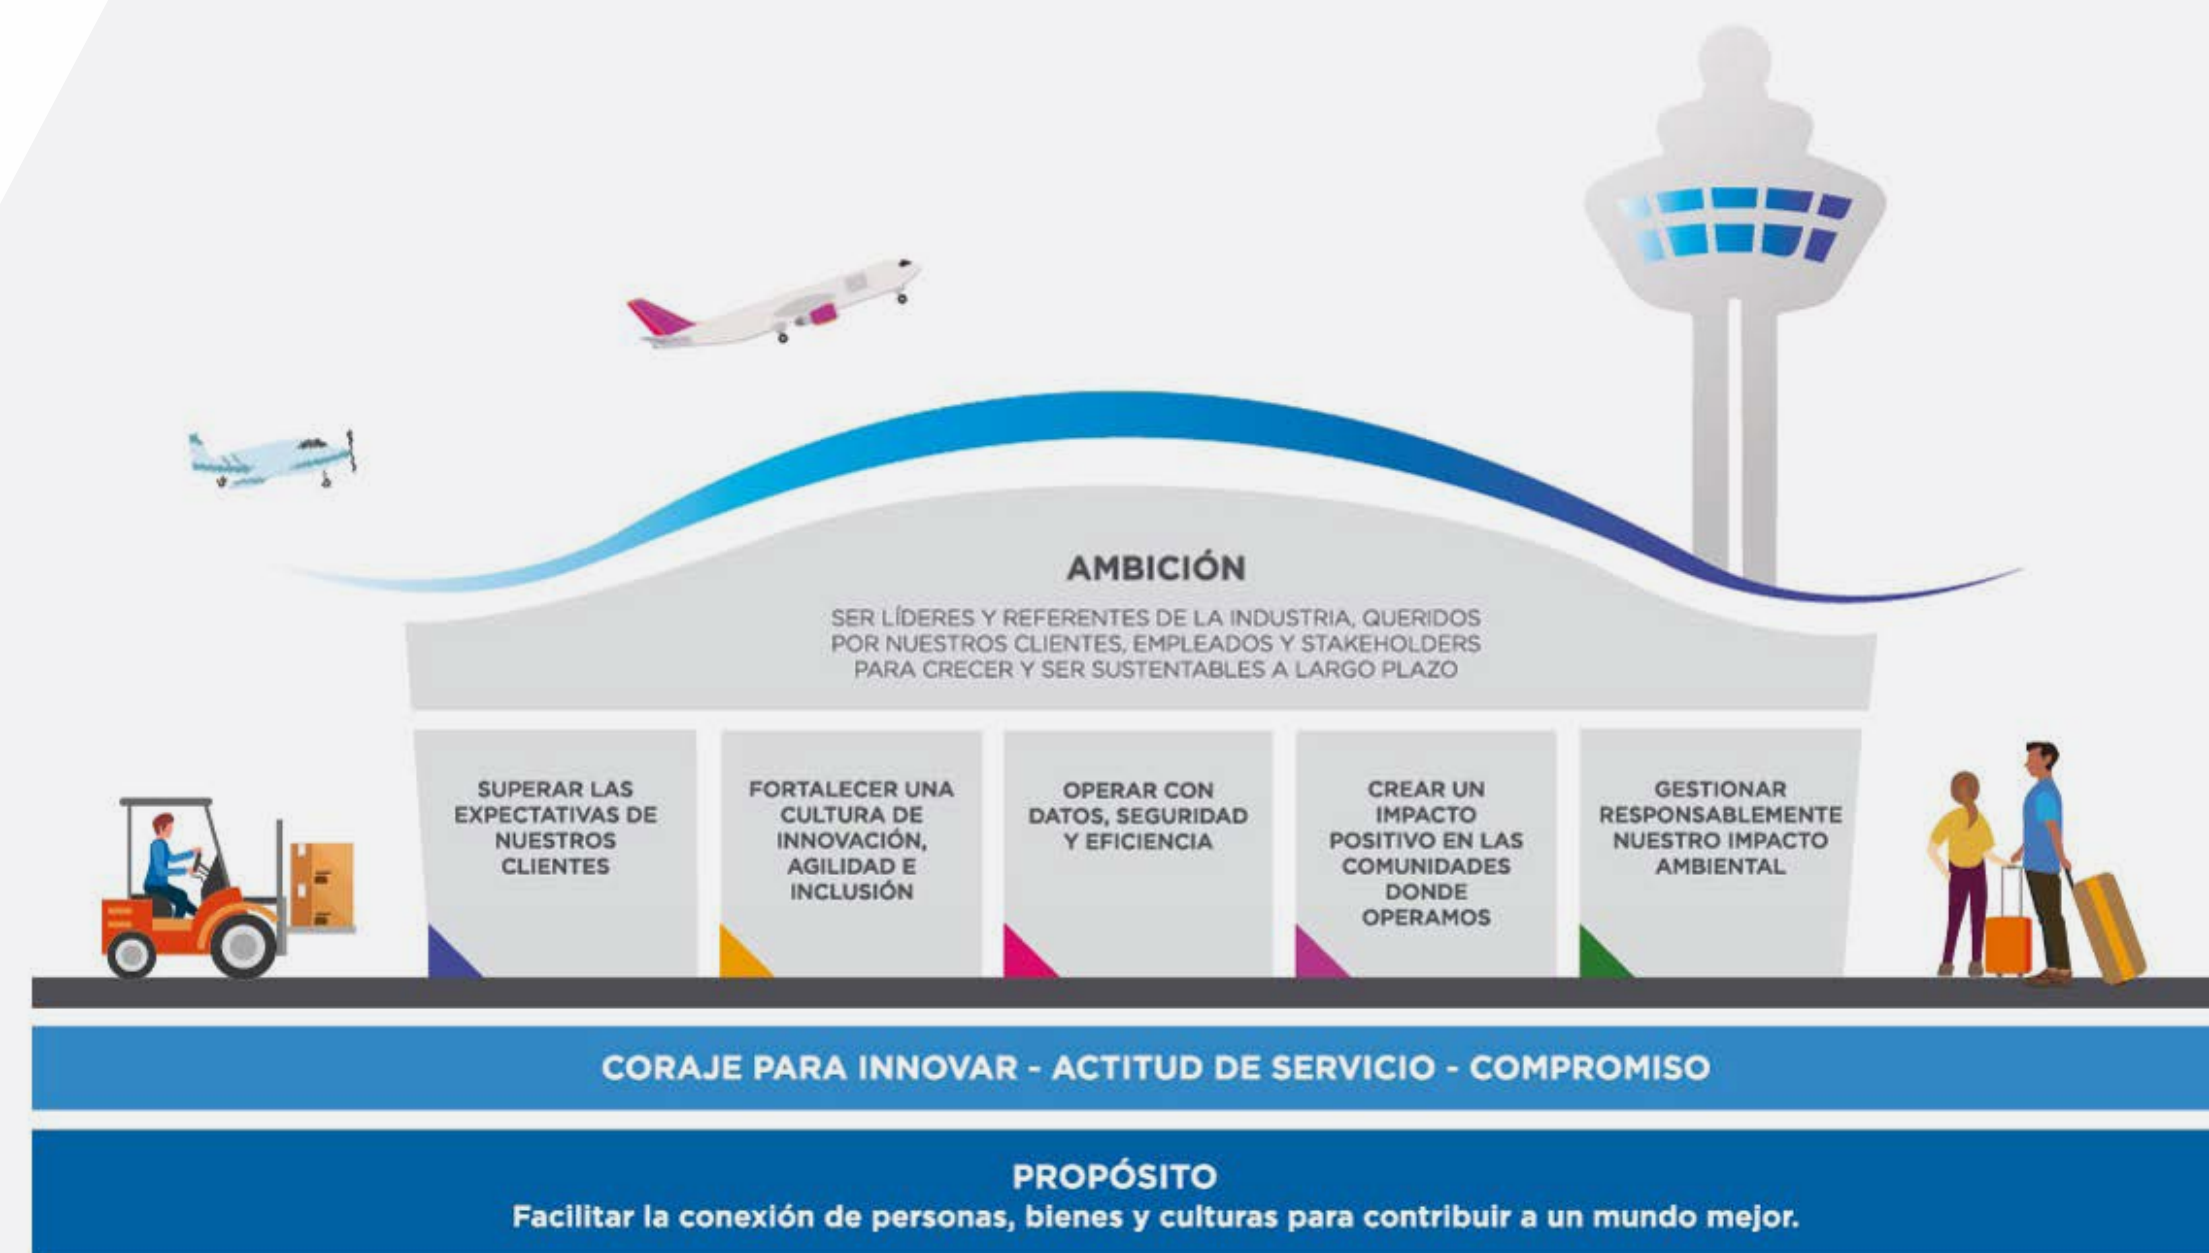 AMBICIÓN
SER LÍDERES Y REFERENTES DE LA INDUSTRIA, QUERIDOS
POR NUESTROS CLIENTES, EMPLEADOS Y STAKEHOLDERS
PARA CRECER Y SER SUSTENTABLES A LARGO PLAZO
SUPERAR LAS
EXPECTATIVAS DE
NUESTROS
CLIENTES
FORTALECER UNA
CULTURA DE
INNOVACIÓN,
AGILIDAD E
INCLUSIÓN
OPERAR CON
DATOS, SEGURIDAD
Y EFICIENCIA
CREAR UN
IMPACTO
POSITIVO EN LAS
COMUNIDADES
DONDE
OPERAMOS
GESTIONAR
RESPONSABLEMENTE
NUESTRO IMPACTO
AMBIENTAL
CORAJE PARA INNOVAR - ACTITUD DE SERVICIO - COMPROMISO
PROPÓSITO
Facilitar la conexión de personas, bienes y culturas para contribuir a un mundo mejor.